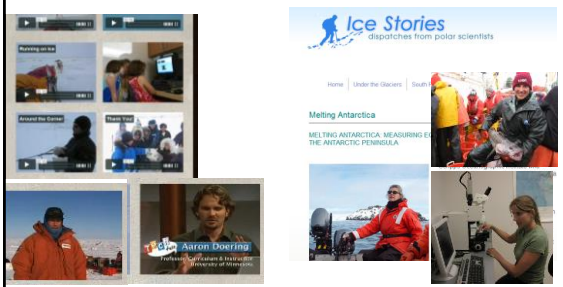 Running on Ice
Around the Corner
Thank You!
Aaron Doering
Professor, Curriculum & Instruction
University of Minnesota
Ice Stories
dispatches from polar scientists
Home
Under the Glaciers
South
Melting Antarctica
MELTING ANTARCTICA: MEASURING
THE ANTARCTIC PENINSULA